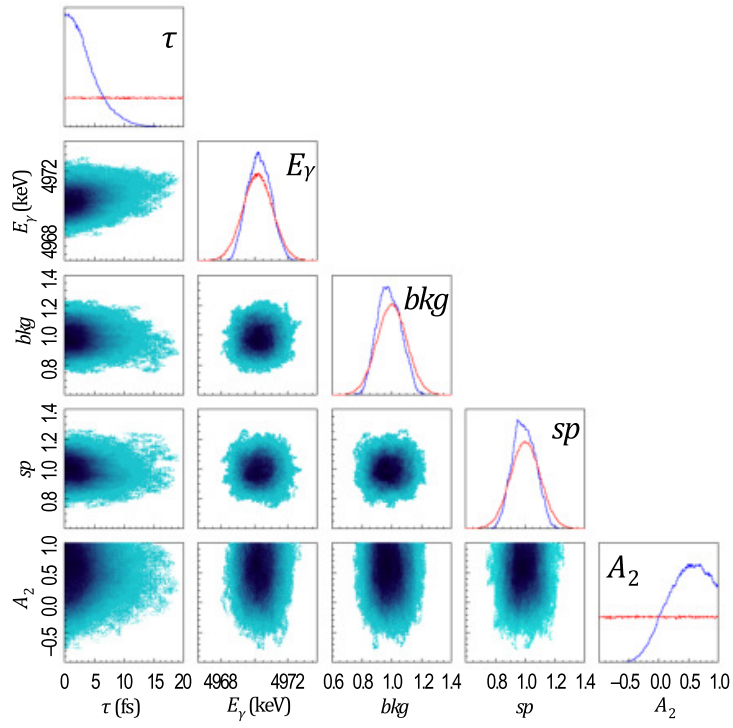 τ
4972
4968
E_γ (keV)
E_γ
1.4
1.2
1.0
0.8
bkg
bkg
1.4
1.2
1.0
0.8
sp
sp
1.0
0.5
0.0
−0.5
A_2
A_2
0 5 10 15 20
4968 4972
0.6 0.8 1.0 1.2 1.4
0.6 0.8 1.0 1.2 1.4
−0.5 0.0 0.5 1.0
τ (fs)
E_γ (keV)
bkg
sp
A_2